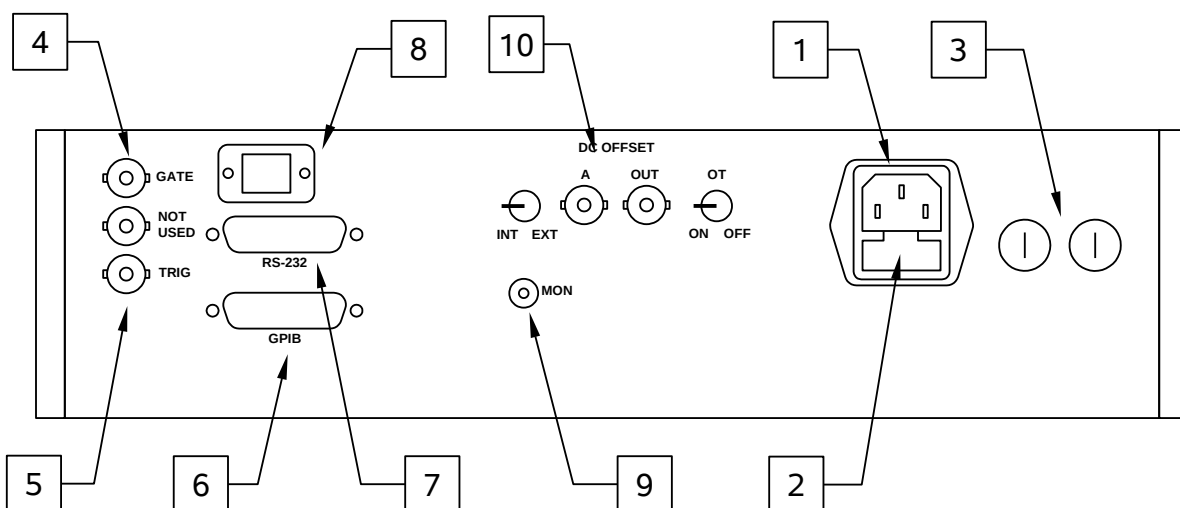 4
8
10
1
3
DC OFFSET
GATE
A
OUT
OT
NOT
USED
INT EXT
ON OFF
RS-232
TRIG
MON
GPIB
5
6
7
9
2